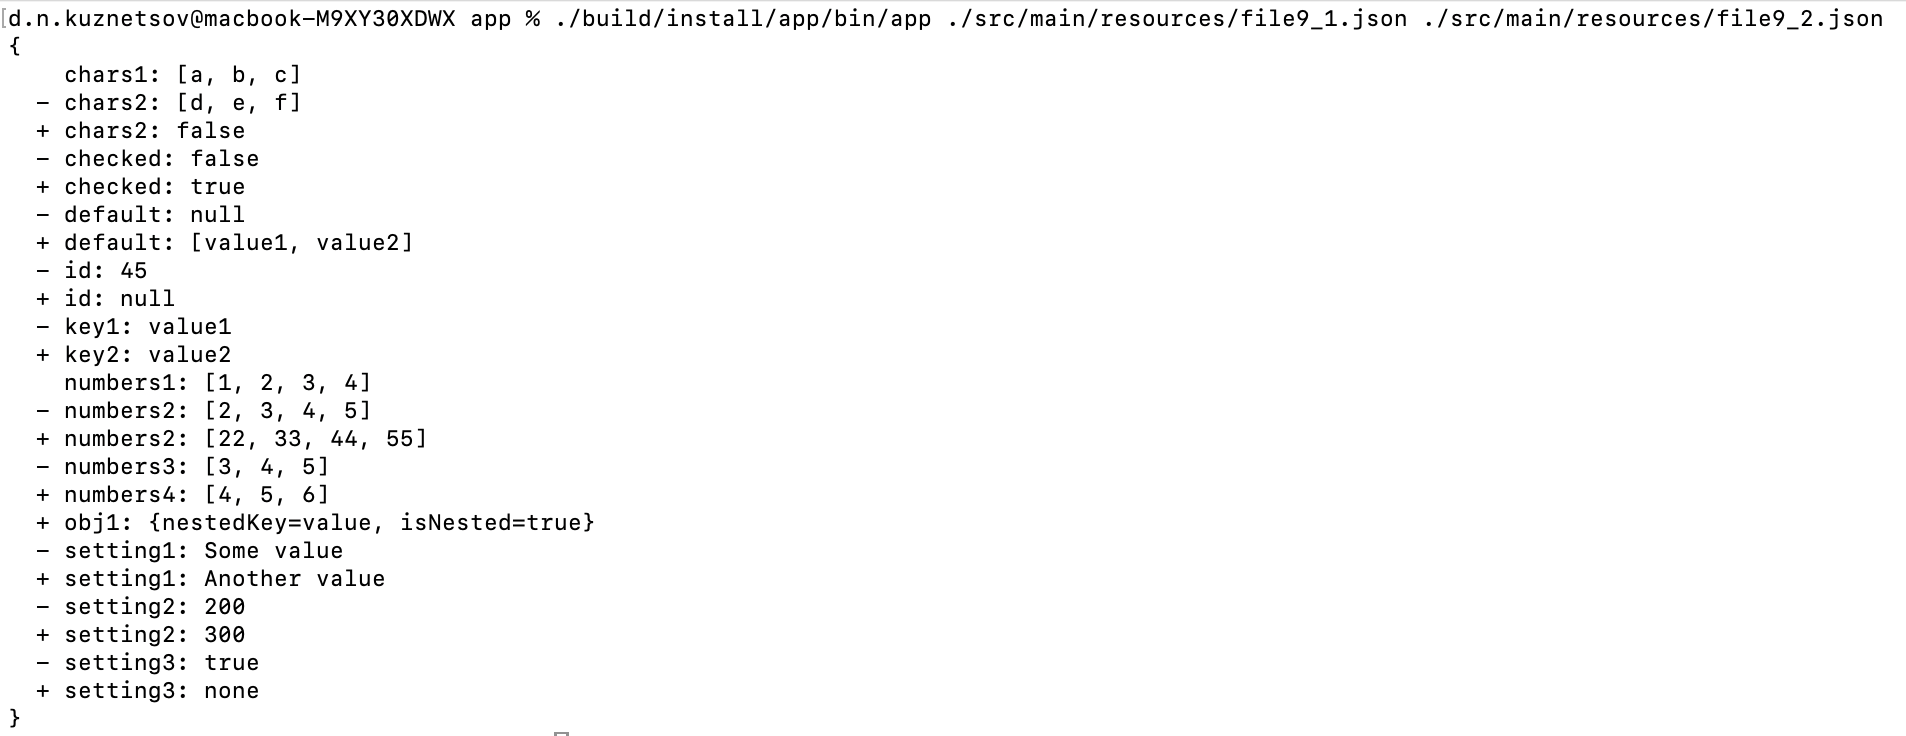 [d.n.kuznetsov@macbook-M9XY30XDWX app % ./build/install/app/bin/app ./src/main/resources/file9_1.json ./src/main/resources/file9_2.json
{
    chars1: [a, b, c]
  - chars2: [d, e, f]
  + chars2: false
  - checked: false
  + checked: true
  - default: null
  + default: [value1, value2]
  - id: 45
  + id: null
  - key1: value1
  + key2: value2
    numbers1: [1, 2, 3, 4]
  - numbers2: [2, 3, 4, 5]
  + numbers2: [22, 33, 44, 55]
  - numbers3: [3, 4, 5]
  + numbers4: [4, 5, 6]
  + obj1: {nestedKey=value, isNested=true}
  - setting1: Some value
  + setting1: Another value
  - setting2: 200
  + setting2: 300
  - setting3: true
  + setting3: none
}